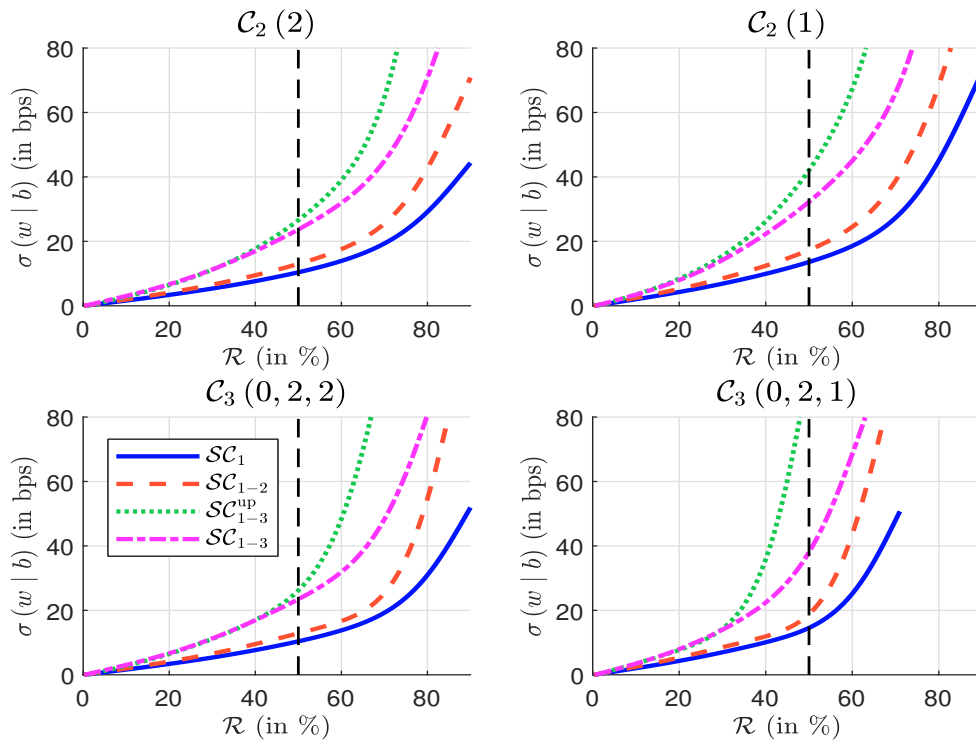 𝒞₂ (2)
80
60
40
20
0
σ (w | b) (in bps)
0 20 40 60 80
ℛ (in %)
𝒞₂ (1)
80
60
40
20
0
σ (w | b) (in bps)
0 20 40 60 80
ℛ (in %)
𝒞₃ (0, 2, 2)
80
60
40
20
0
σ (w | b) (in bps)
𝒮𝒞₁
𝒮𝒞₁₋₂
𝒮𝒞₁₋₃ᵘᵖ
𝒮𝒞₁₋₃
0 20 40 60 80
ℛ (in %)
𝒞₃ (0, 2, 1)
80
60
40
20
0
σ (w | b) (in bps)
0 20 40 60 80
ℛ (in %)